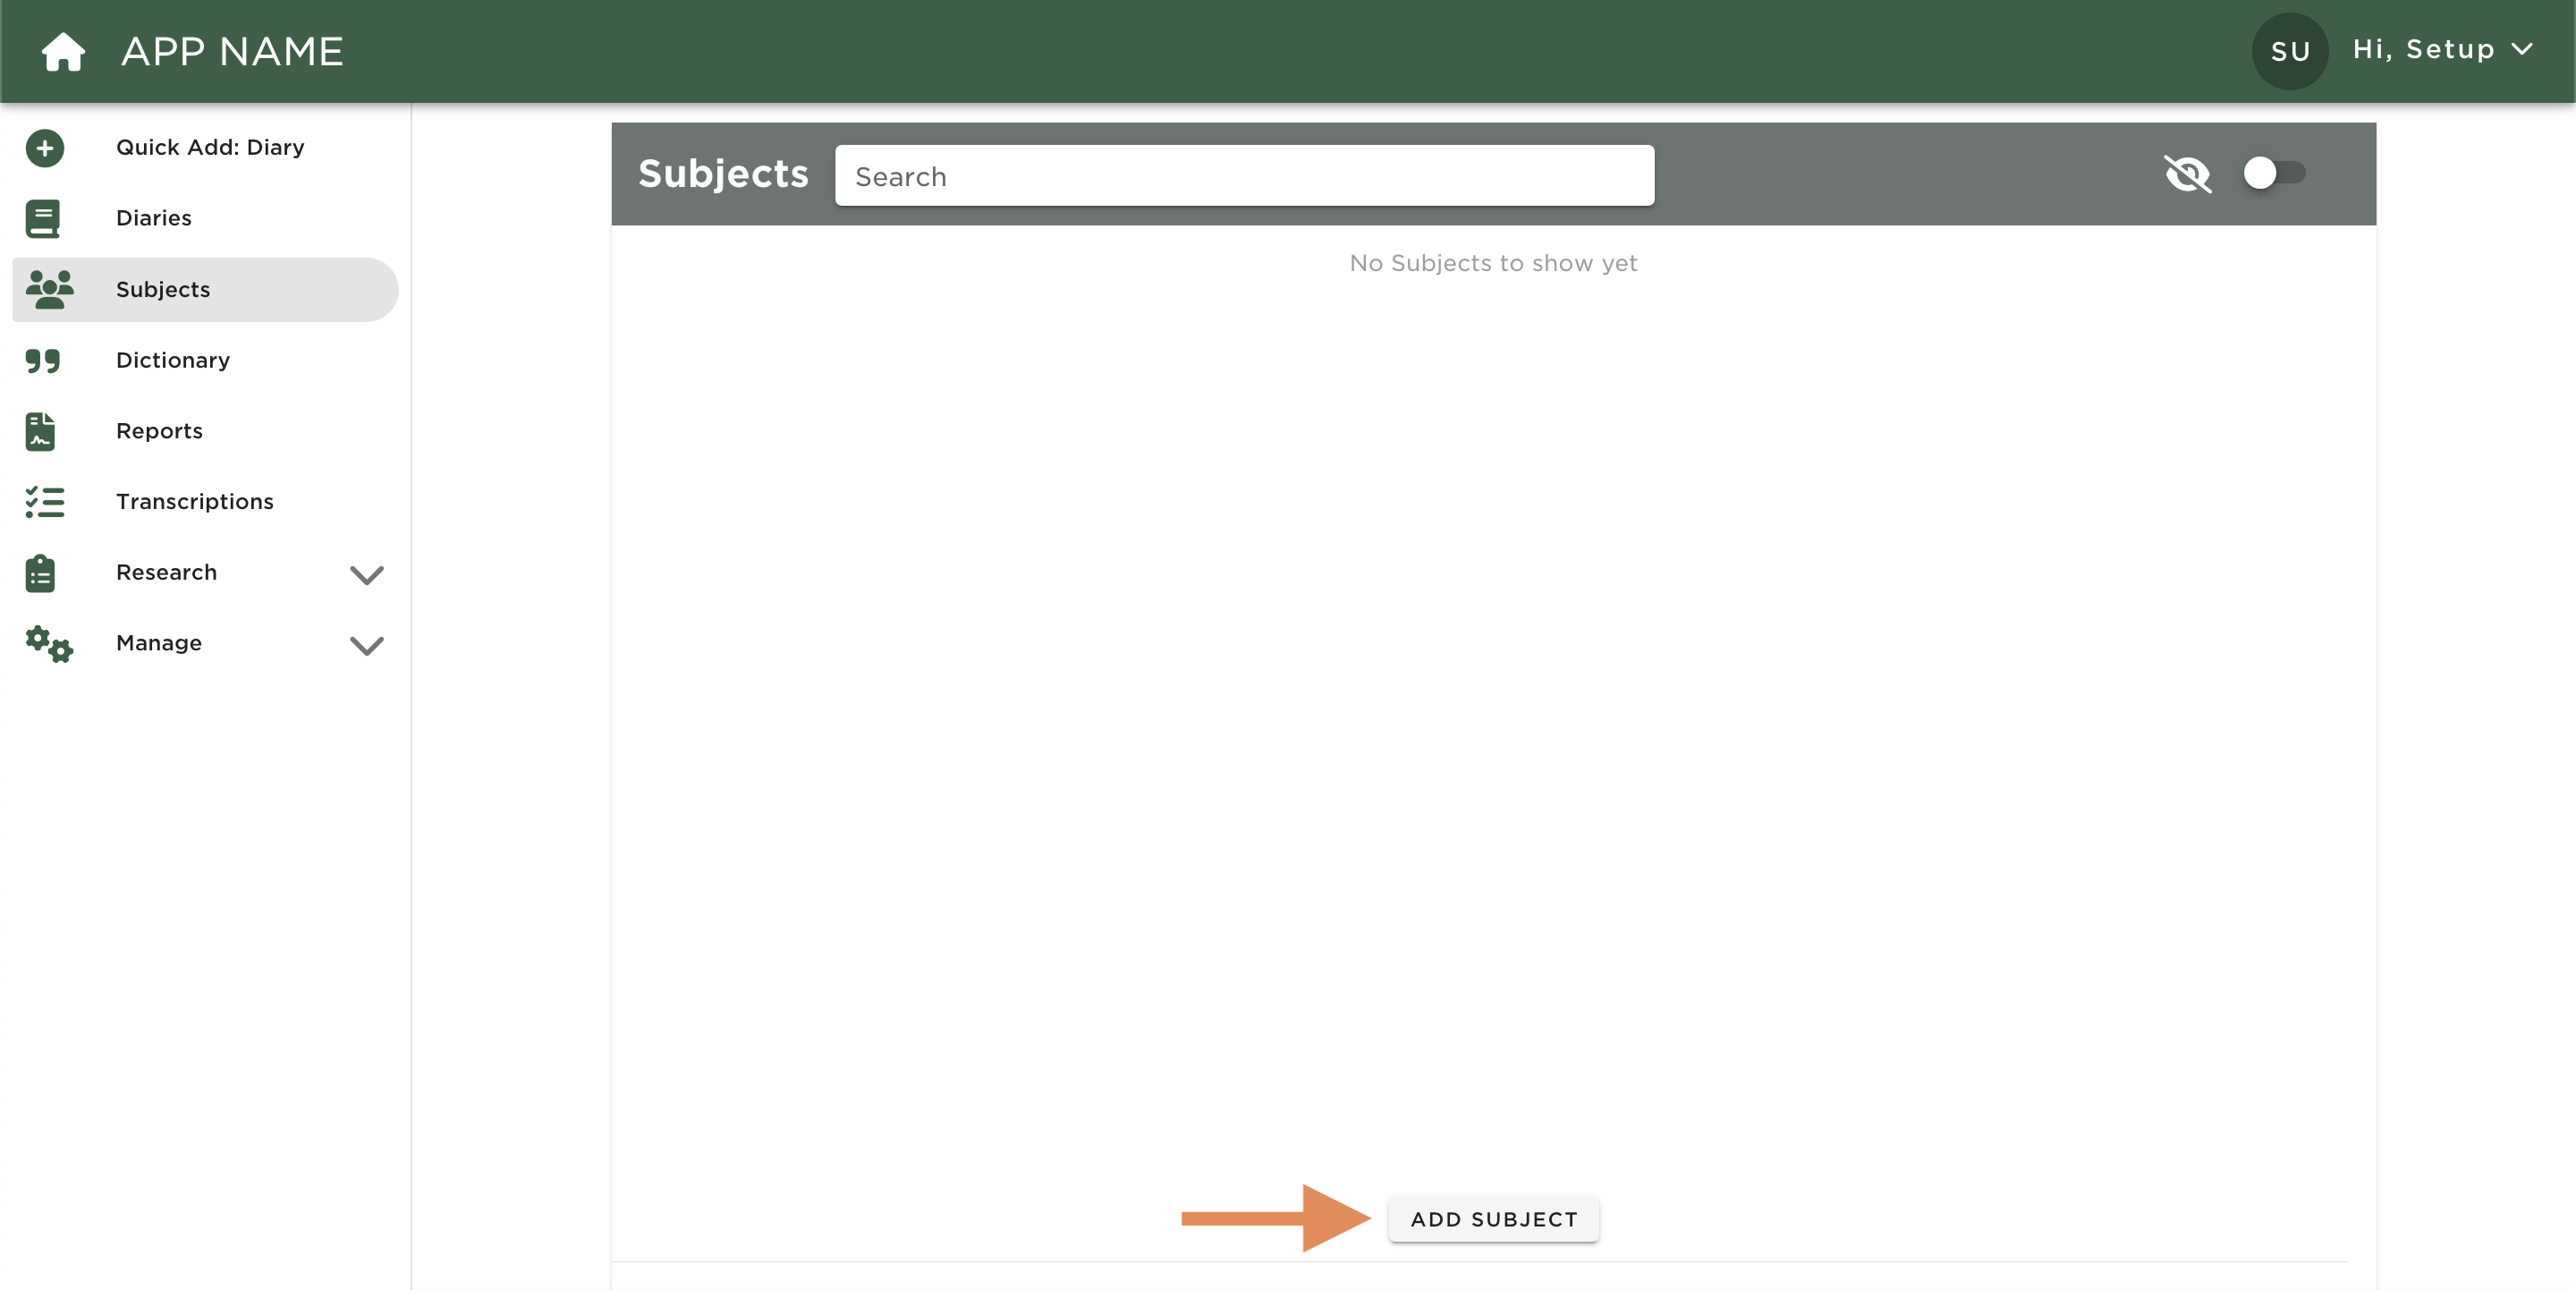 APP NAME
SU
Hi, Setup
Quick Add: Diary
Diaries
Subjects
Dictionary
Reports
Transcriptions
Research
Manage
Subjects
Search
No Subjects to show yet
ADD SUBJECT